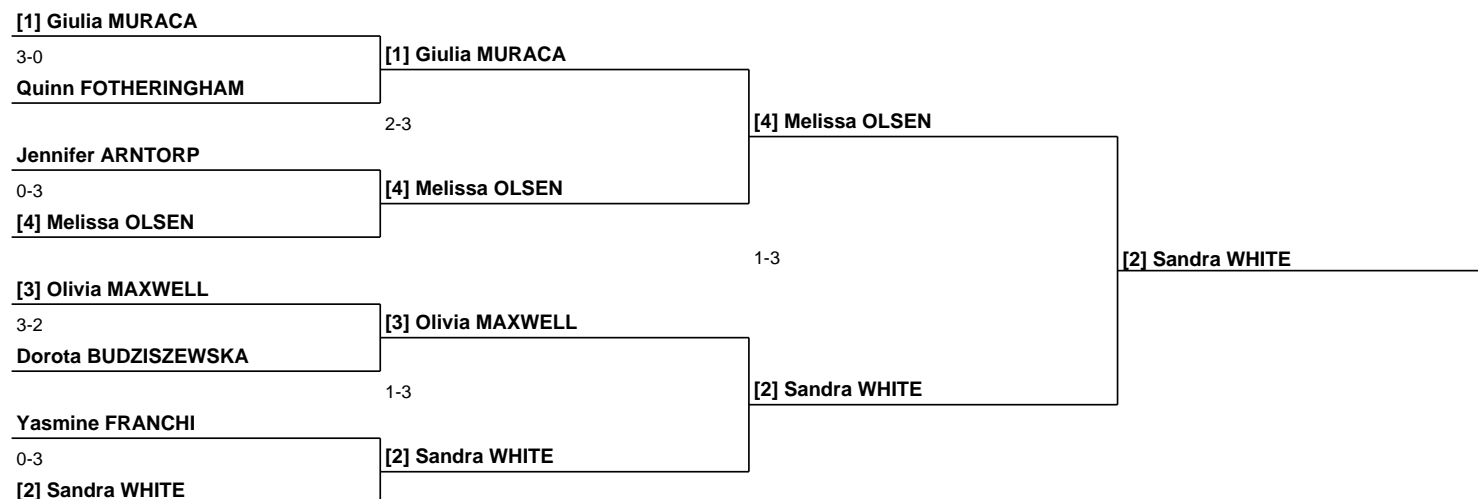 [1] Giulia MURACA
3-0
[1] Giulia MURACA
Quinn FOTHERINGHAM
2-3
[4] Melissa OLSEN
Jennifer ARNTORP
0-3
[4] Melissa OLSEN
[4] Melissa OLSEN
1-3
[2] Sandra WHITE
[3] Olivia MAXWELL
3-2
[3] Olivia MAXWELL
Dorota BUDZISZEWSKA
1-3
[2] Sandra WHITE
Yasmine FRANCHI
0-3
[2] Sandra WHITE
[2] Sandra WHITE